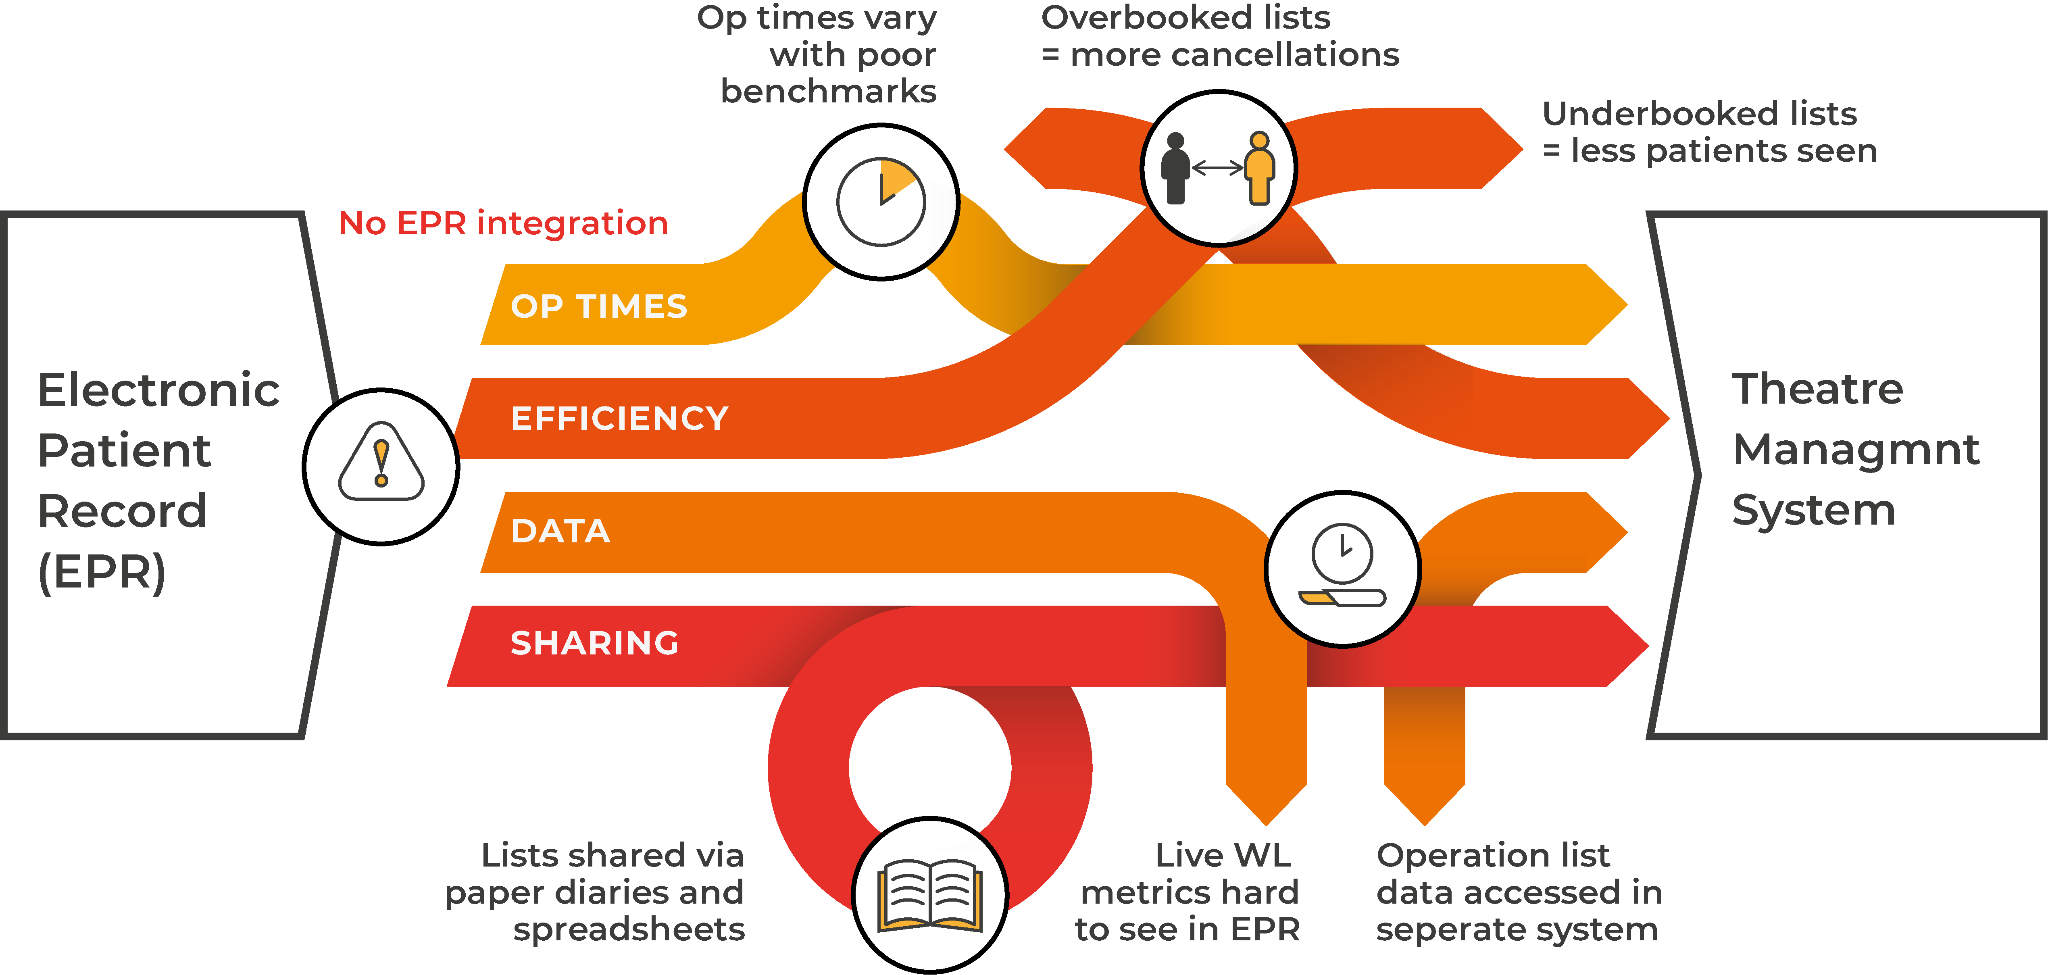 Op times vary
with poor
benchmarks
Overbooked lists
= more cancellations
Underbooked lists
= less patients seen
No EPR integration
Electronic
Patient
Record
(EPR)
OP TIMES
EFFICIENCY
DATA
SHARING
Theatre
Managmnt
System
Lists shared via
paper diaries and
spreadsheets
Live WL
metrics hard
to see in EPR
Operation list
data accessed in
seperate system